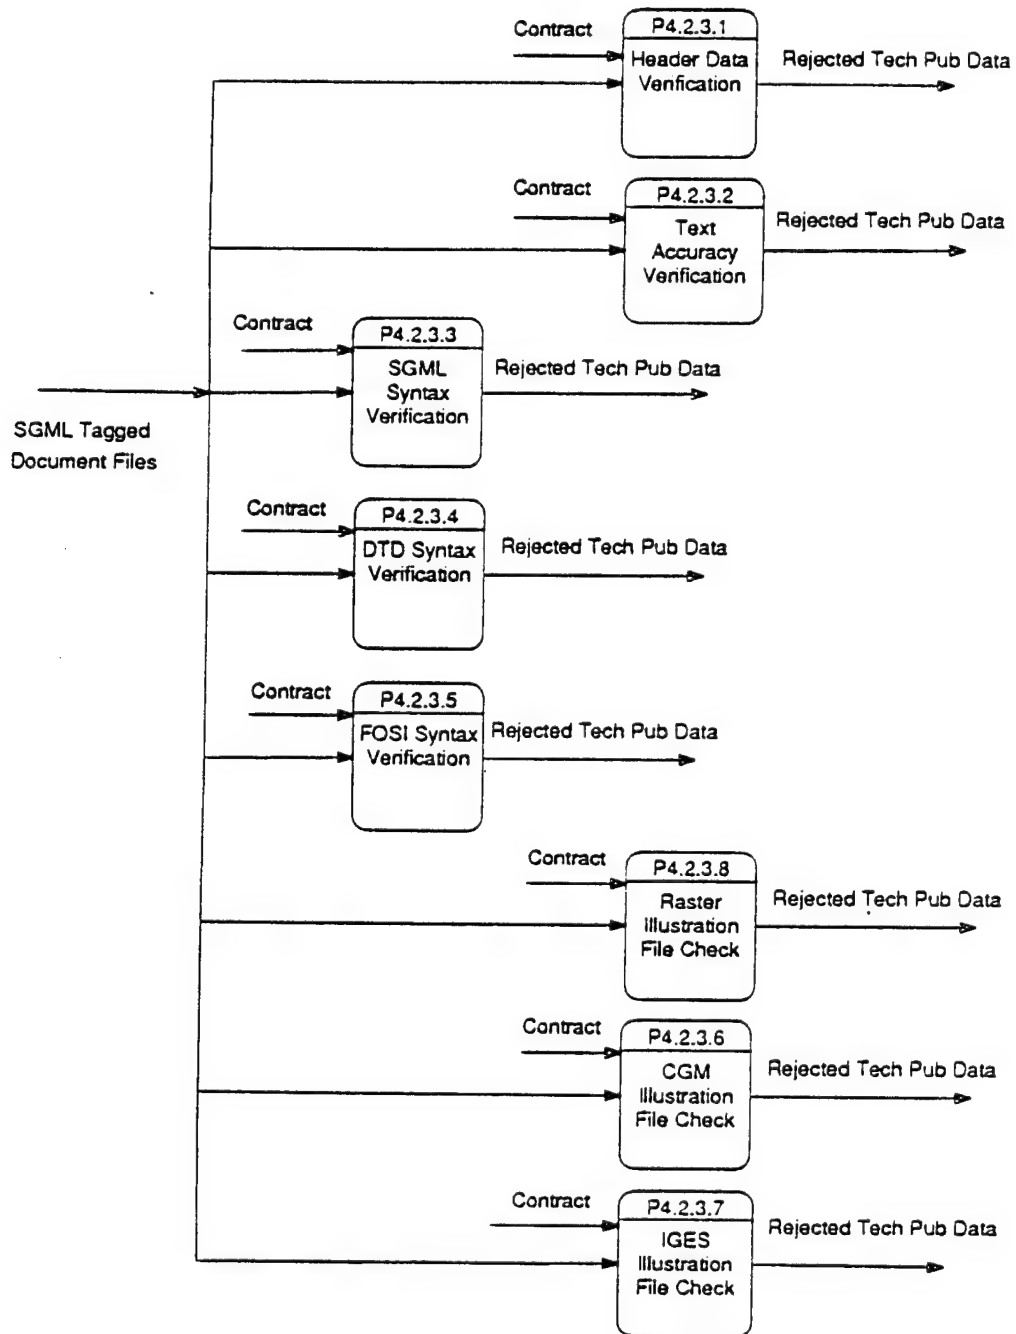 Contract
P4.2.3.1
Header Data
Venfication
Rejected Tech Pub Data
Contract
P4.2.3.2
Text
Accuracy
Verification
Rejected Tech Pub Data
Contract
P4.2.3.3
SGML
Syntax
Verification
Rejected Tech Pub Data
SGML Tagged
Document Files
Contract
P4.2.3.4
DTD Syntax
Verification
Rejected Tech Pub Data
Contract
P4.2.3.5
FOSI Syntax
Verification
Rejected Tech Pub Data
Contract
P4.2.3.8
Raster
Illustration
File Check
Rejected Tech Pub Data
Contract
P4.2.3.6
CGM
Illustration
File Check
Rejected Tech Pub Data
Contract
P4.2.3.7
IGES
Illustration
File Check
Rejected Tech Pub Data